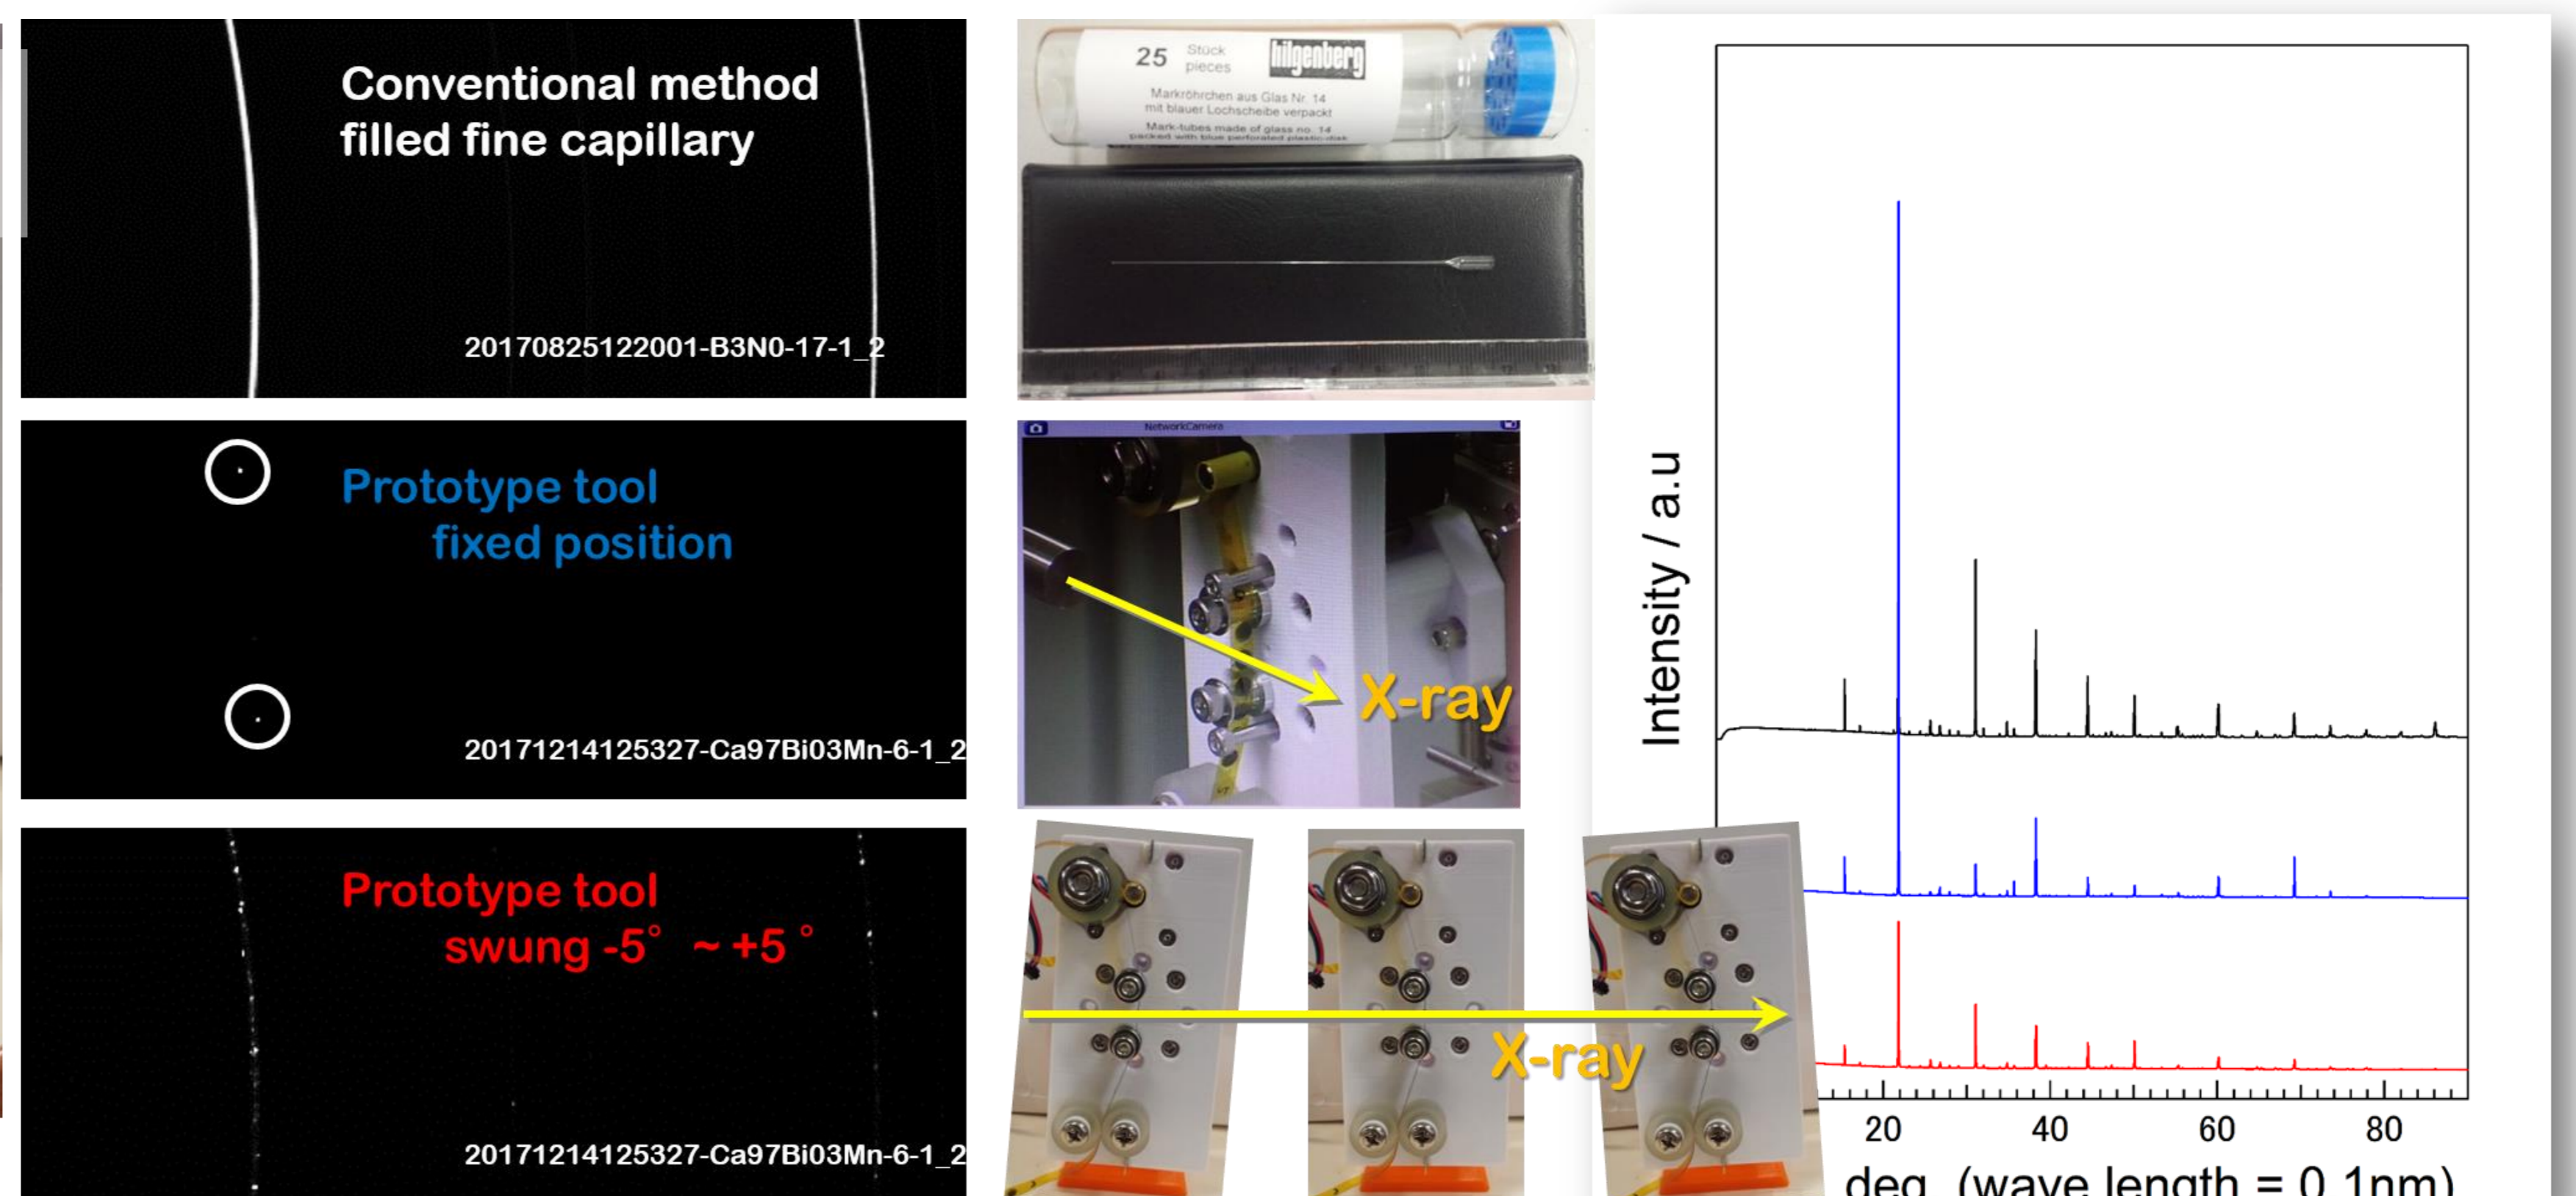 Conventional method
filled fine capillary
20170825122001-B3N0-17-1_2
25 Stück
pieces
hilgenberg
Markröhrchen aus Glas Nr. 14
mit blauer Lochscheibe verpackt
Mark-tubes made of glass no. 14
packed with blue perforated plastic-disk
Prototype tool
fixed position
20171214125327-Ca97Bi03Mn-6-1_2
NetworkCamera
X-ray
Prototype tool
swung -5° ~ +5 °
20171214125327-Ca97Bi03Mn-6-1_2
X-ray
Intensity / a.u
20 40 60 80
deg. (wave length = 0.1nm)